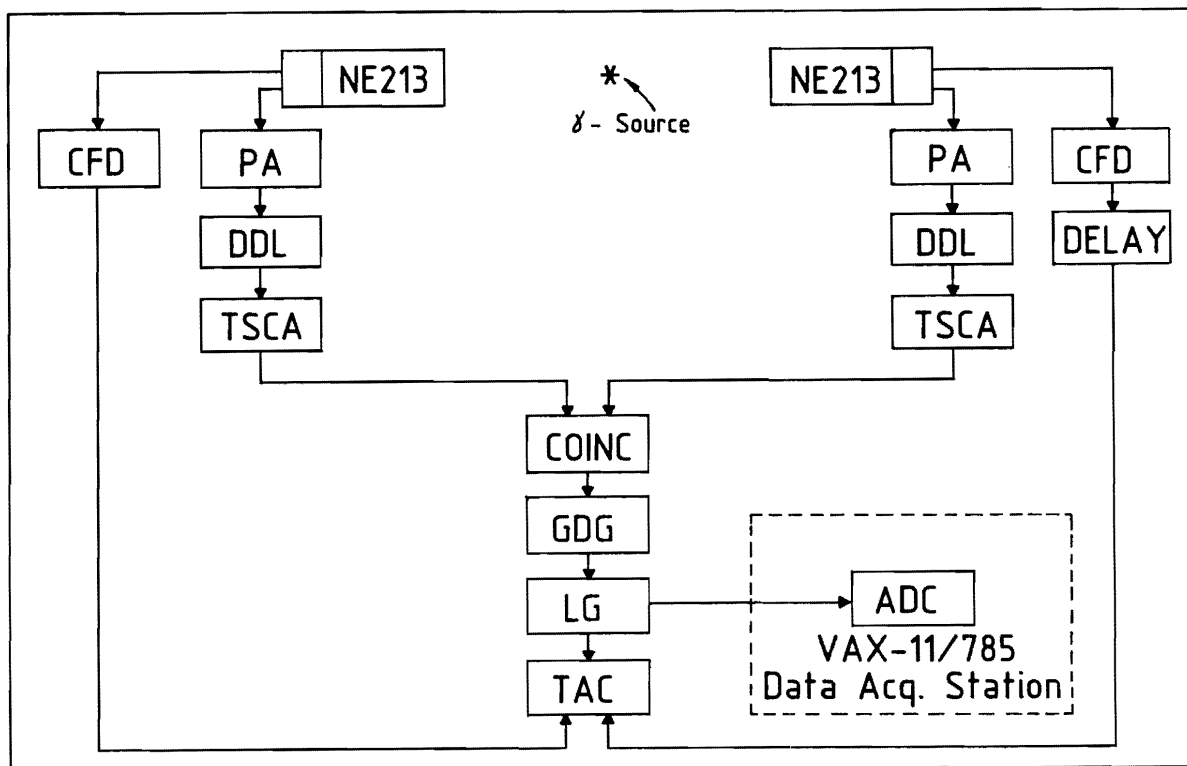 NE213
γ - Source
NE213
CFD
PA
PA
CFD
DDL
DDL
DELAY
TSCA
TSCA
COINC
GDG
LG
ADC
VAX-11/785
Data Acq. Station
TAC